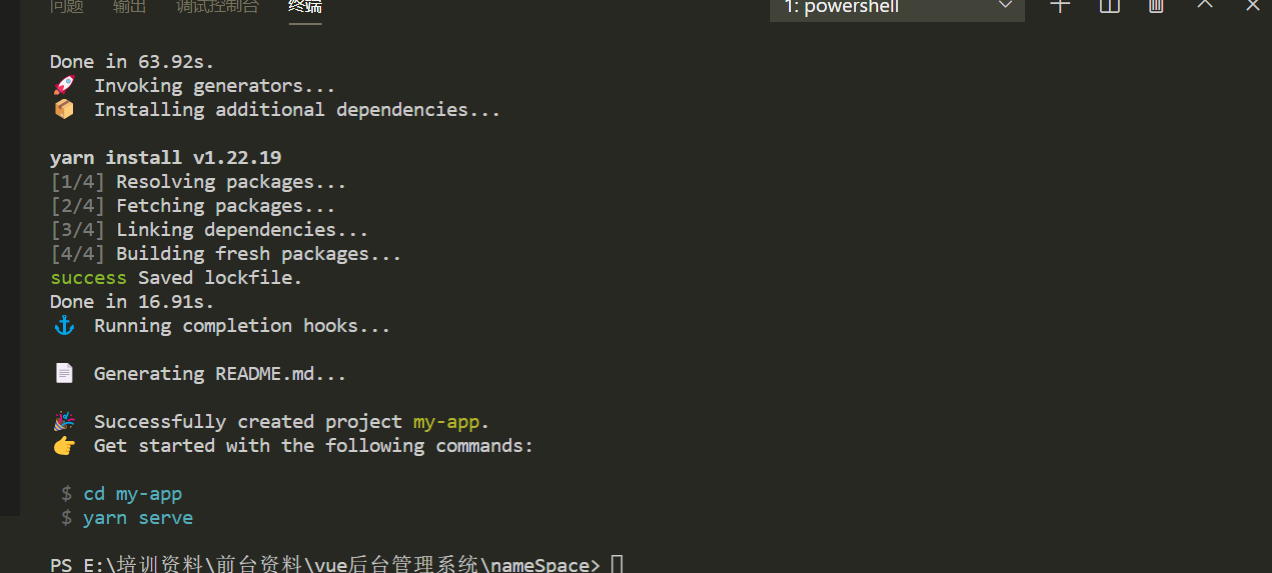 问题 输出 调试控制台 终端 1: powershell
Done in 63.92s.
🚀 Invoking generators...
📦 Installing additional dependencies...
yarn install v1.22.19
[1/4] Resolving packages...
[2/4] Fetching packages...
[3/4] Linking dependencies...
[4/4] Building fresh packages...
success Saved lockfile.
Done in 16.91s.
⚓ Running completion hooks...
📄 Generating README.md...
🎉 Successfully created project my-app.
👉 Get started with the following commands:
$ cd my-app
$ yarn serve
PS E:\培训资料\前台资料\vue后台管理系统\nameSpace>